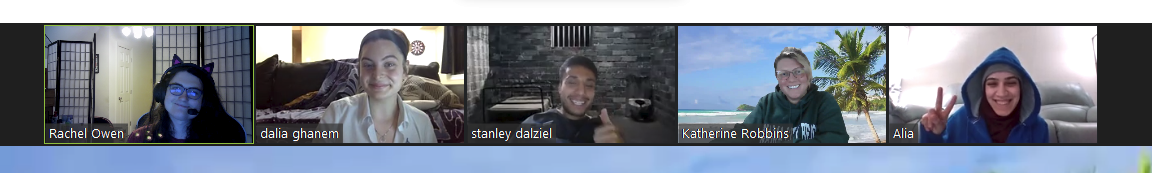 Rachel Owen
dalia ghanem
stanley dalziel
Katherine Robbins
Alia